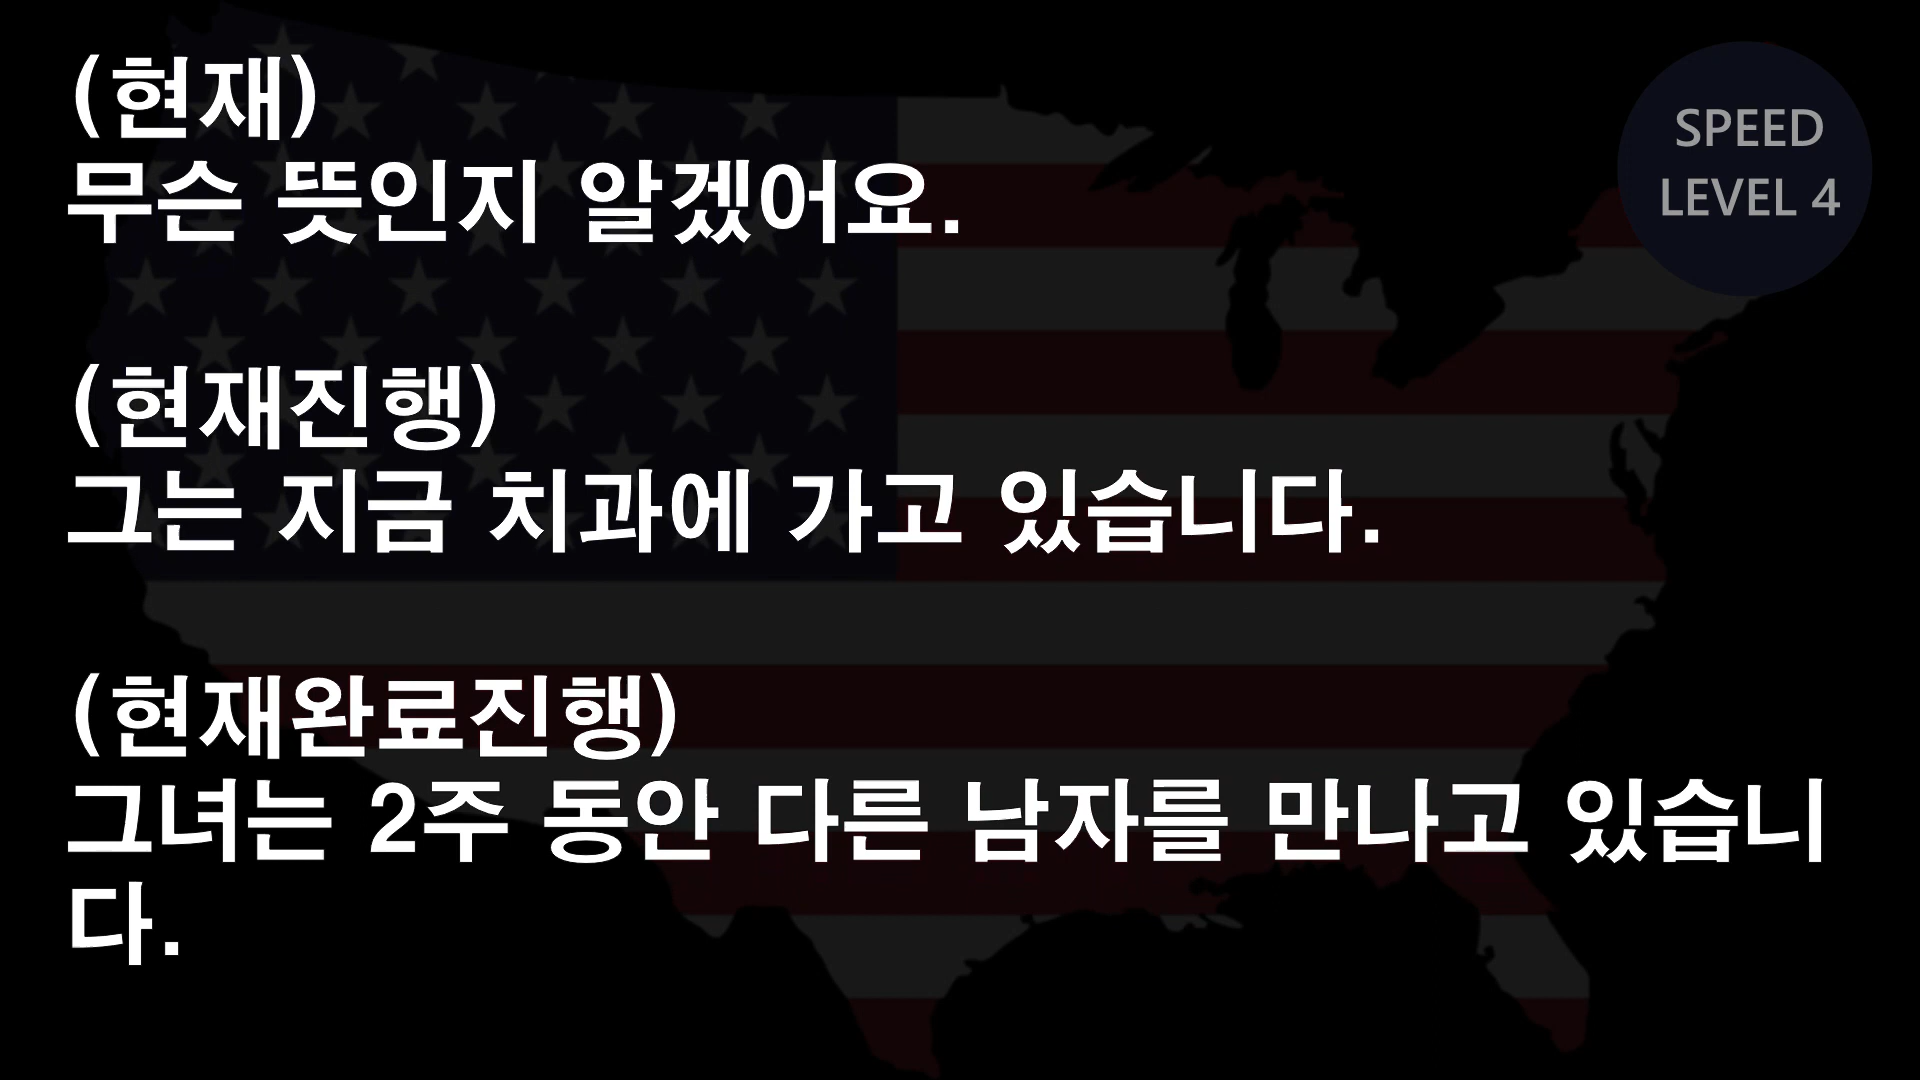 (현재)
무슨 뜻인지 알겠어요.
(현재진행)
그는 지금 치과에 가고 있습니다.
(현재완료진행)
그녀는 2주 동안 다른 남자를 만나고 있습니
다.
SPEED
LEVEL 4